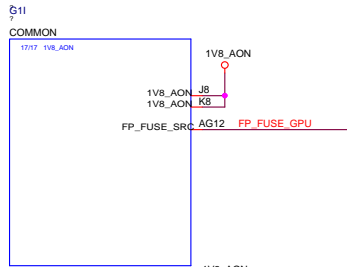 ?
G1I
?
COMMON
17/17 1V8_AON
1V8_AON
1V8_AON J8
1V8_AON K8
FP_FUSE_SRC AG12 FP_FUSE_GPU